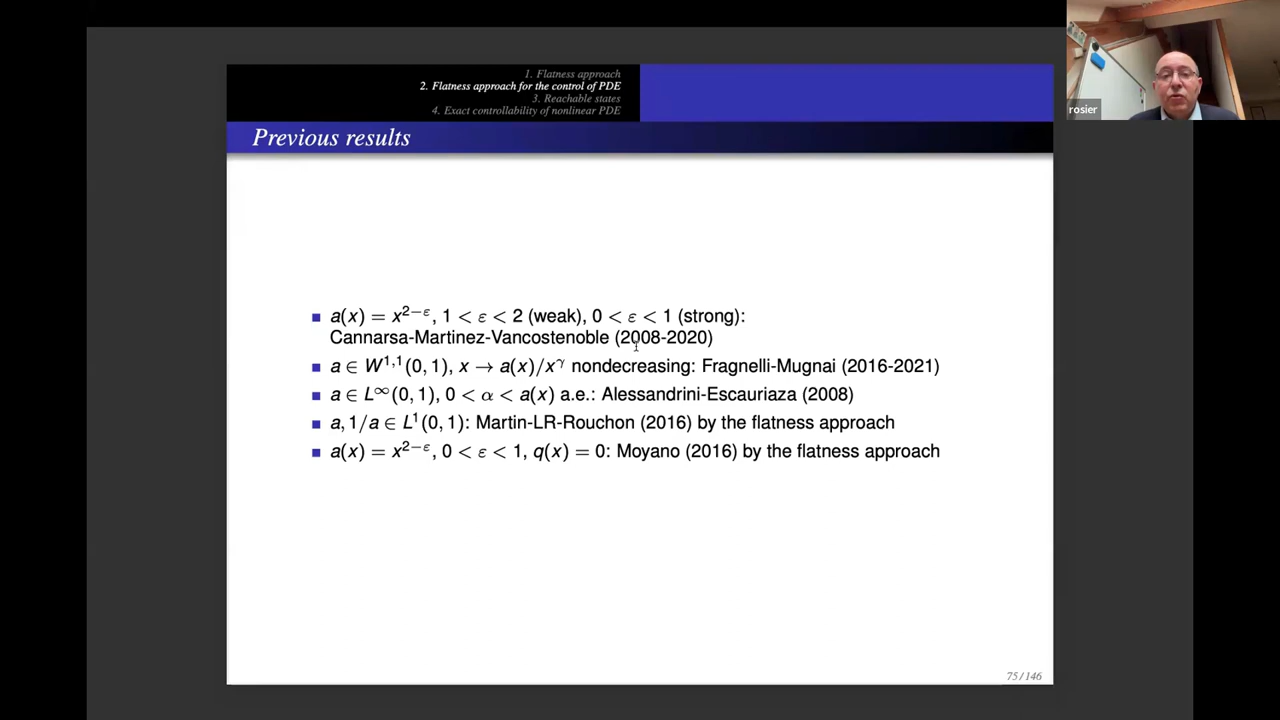 1. Flatness approach
2. Flatness approach for the control of PDE
3. Reachable states
4. Exact controllability of nonlinear PDE
rosier
Previous results
a(x) = x^{2−ε}, 1 < ε < 2 (weak), 0 < ε < 1 (strong):
Cannarsa-Martinez-Vancostenoble (2008-2020)
a ∈ W^{1,1}(0, 1), x → a(x)/x^γ nondecreasing: Fragnelli-Mugnai (2016-2021)
a ∈ L^∞(0, 1), 0 < α < a(x) a.e.: Alessandrini-Escauriaza (2008)
a, 1/a ∈ L^1(0, 1): Martin-LR-Rouchon (2016) by the flatness approach
a(x) = x^{2−ε}, 0 < ε < 1, q(x) = 0: Moyano (2016) by the flatness approach
75 / 146